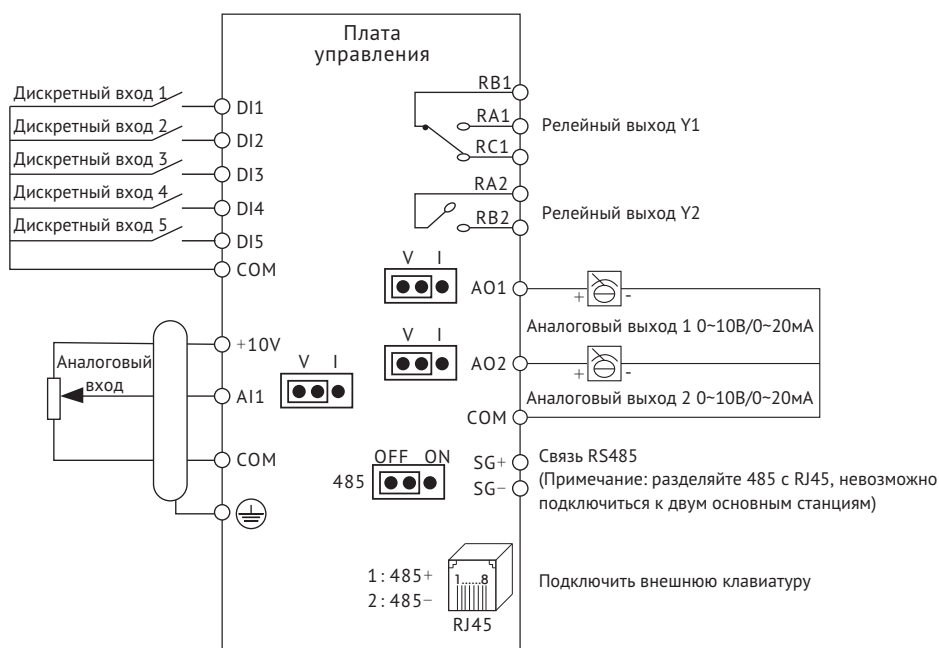 Плата
управления
Дискретный вход 1
DI1
Дискретный вход 2
DI2
Дискретный вход 3
DI3
Дискретный вход 4
DI4
Дискретный вход 5
DI5
COM
RB1
RA1
RC1
Релейный выход Y1
RA2
RB2
Релейный выход Y2
V I
AO1
+ -
Аналоговый выход 1 0~10В/0~20мА
V I
AO2
+ -
Аналоговый выход 2 0~10В/0~20мА
COM
+10V
Аналоговый
вход
V I
AI1
COM
OFF ON
485
SG+
SG−
Связь RS485
(Примечание: разделяйте 485 с RJ45, невозможно
подключиться к двум основным станциям)
1: 485+
2: 485−
1.....8
RJ45
Подключить внешнюю клавиатуру